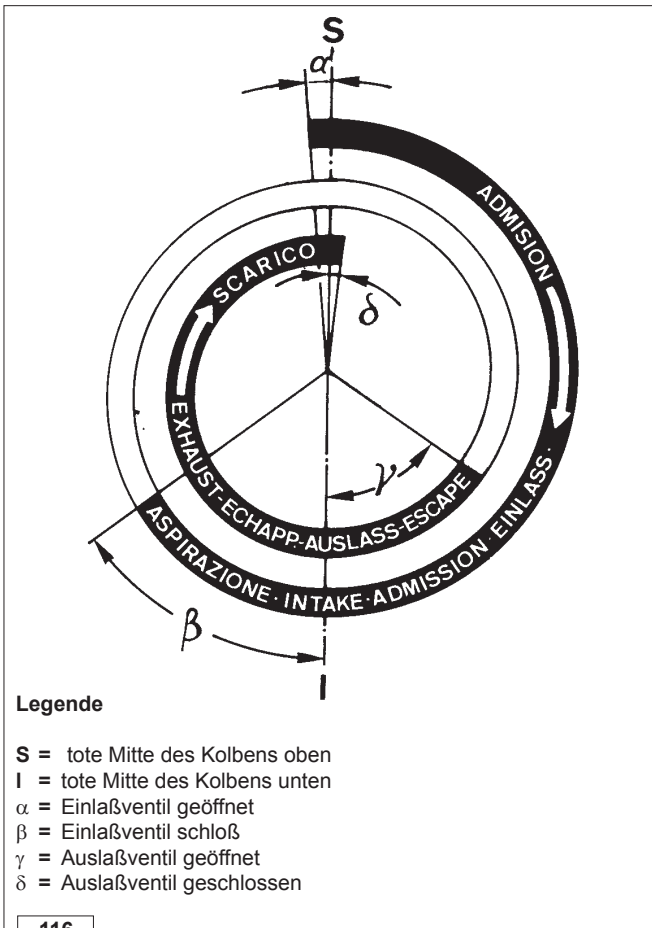 S
α
ADMISION
SCARICO
δ
EXHAUST-ECHAPP.-AUSLASS-ESCAPE
γ
ASPIRAZIONE · INTAKE · ADMISSION · EINLASS ·
β
I
Legende
S = tote Mitte des Kolbens oben
I = tote Mitte des Kolbens unten
α = Einlaßventil geöffnet
β = Einlaßventil schloß
γ = Auslaßventil geöffnet
δ = Auslaßventil geschlossen
116